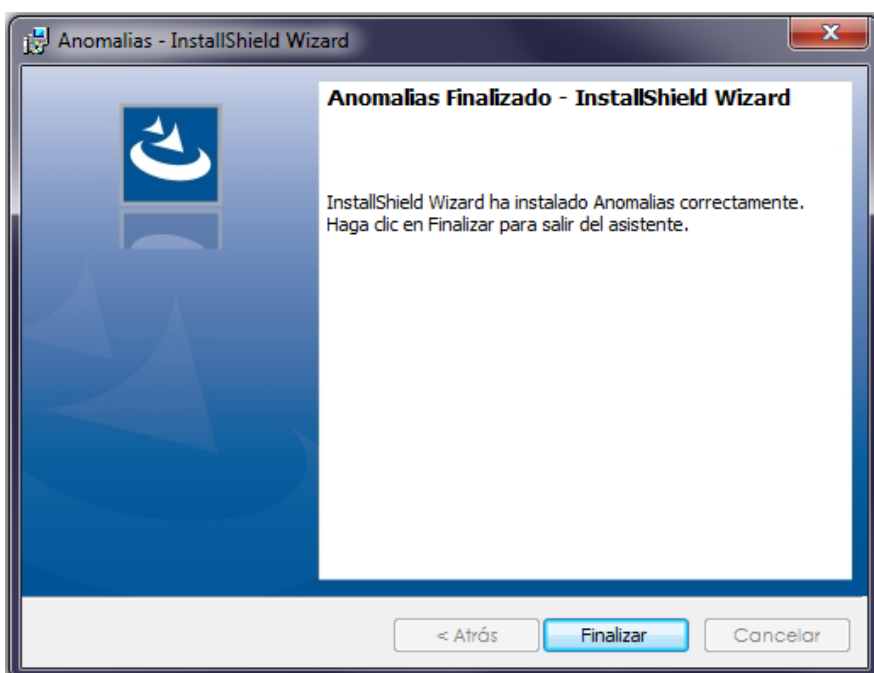 Anomalias - InstallShield Wizard
Anomalias Finalizado - InstallShield Wizard
InstallShield Wizard ha instalado Anomalias correctamente.
Haga clic en Finalizar para salir del asistente.
< Atrás
Finalizar
Cancelar